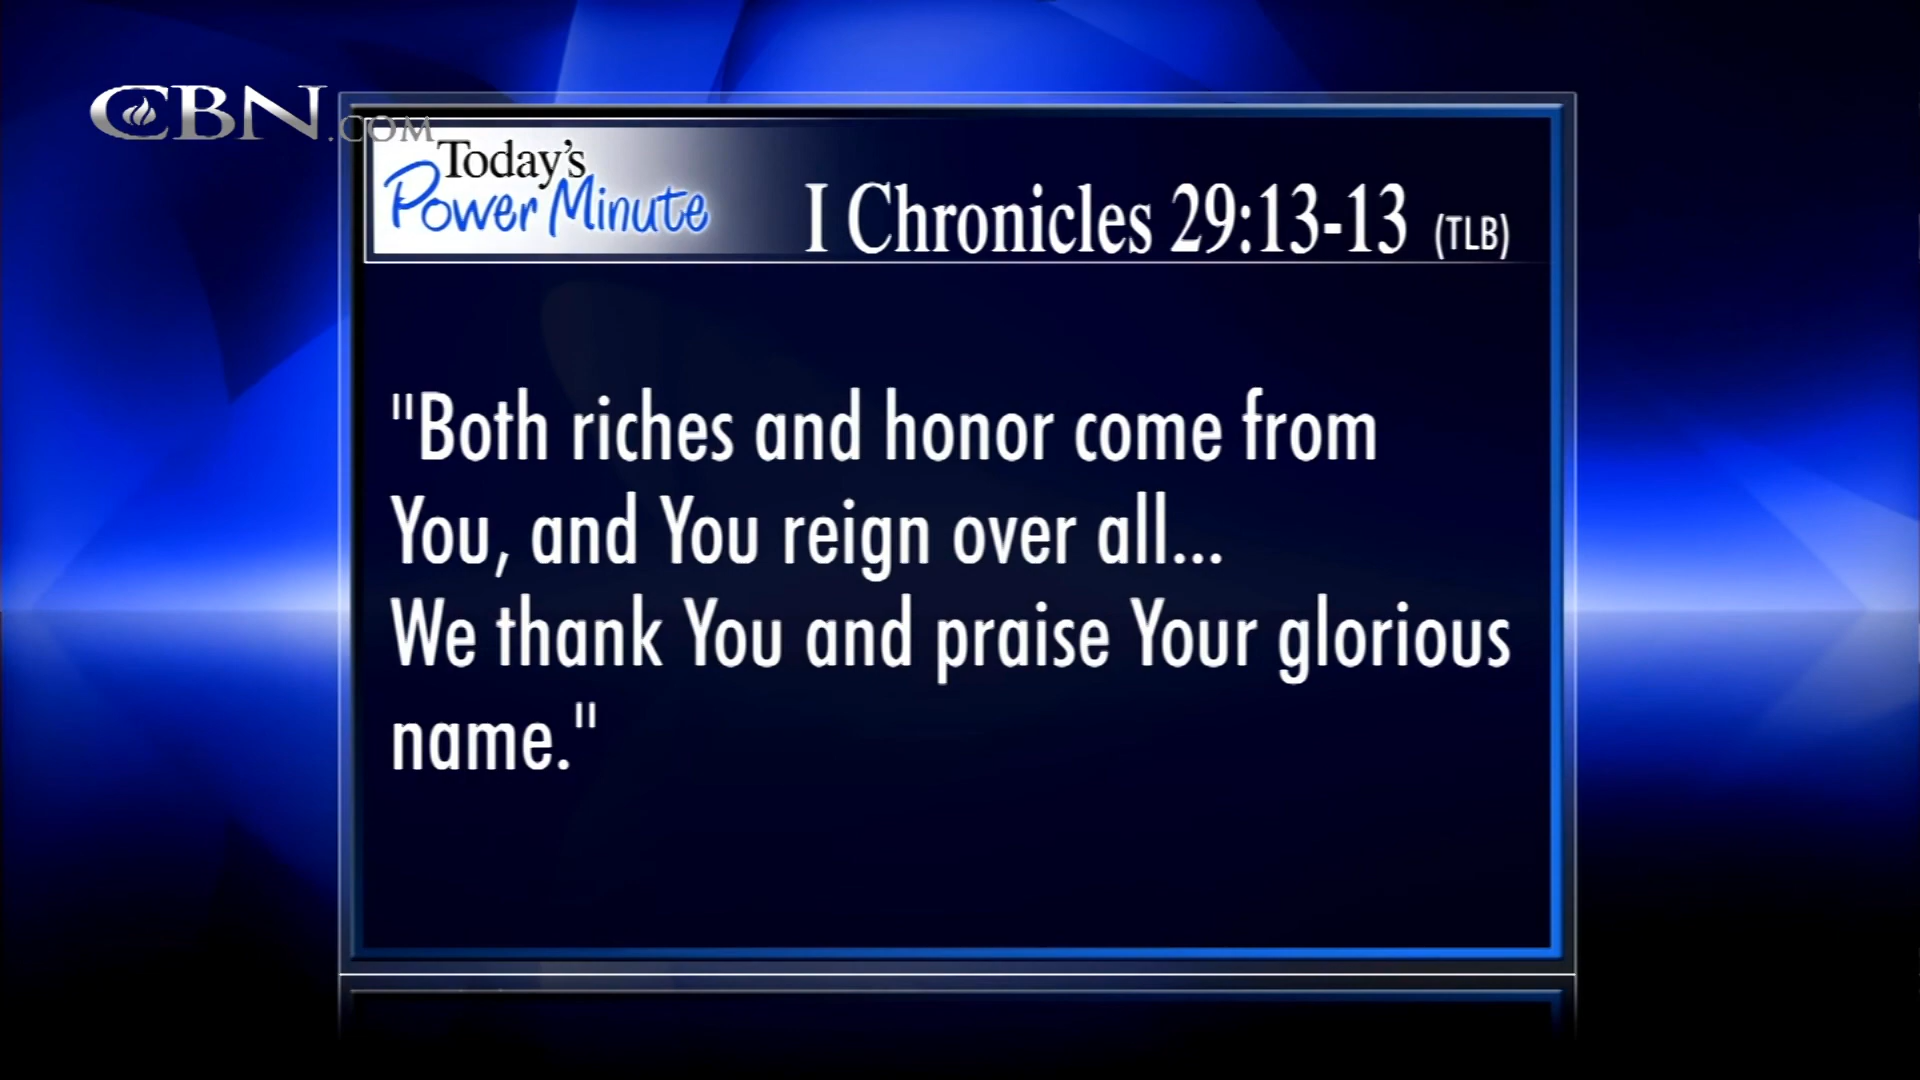 CBN.COM
Today's
Power Minute
I Chronicles 29:13-13 (TLB)
"Both riches and honor come from
You, and You reign over all...
We thank You and praise Your glorious
name."